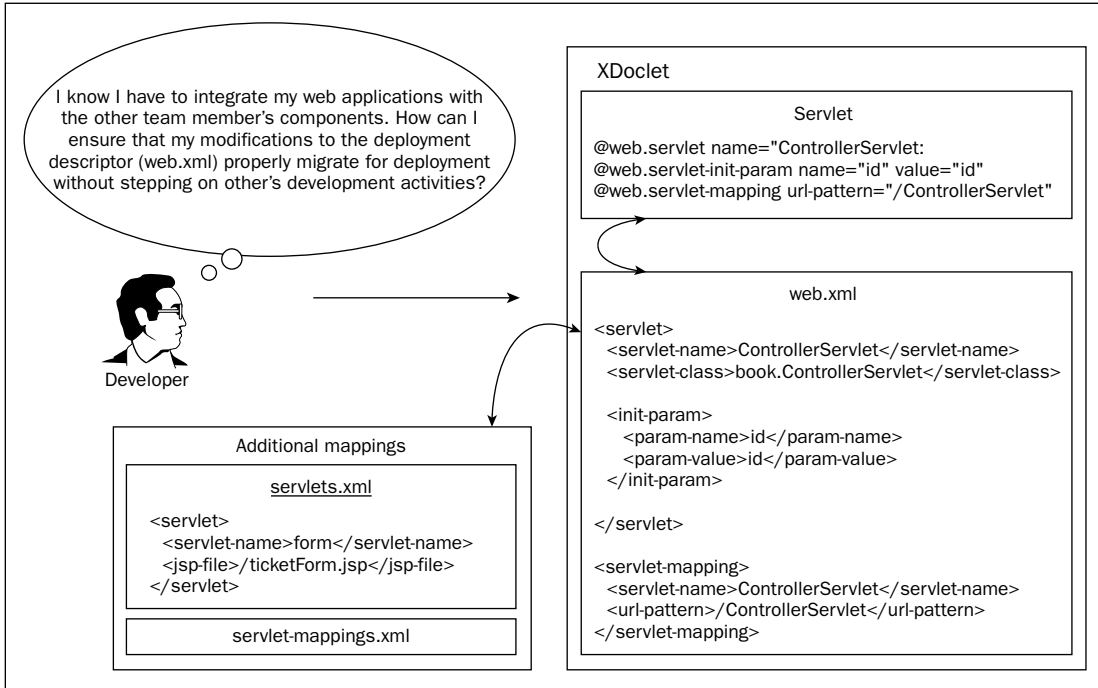 I know I have to integrate my web applications with
the other team member's components. How can I
ensure that my modifications to the deployment
descriptor (web.xml) properly migrate for deployment
without stepping on other's development activities?
Developer
Additional mappings
servlets.xml
<servlet>
<servlet-name>form</servlet-name>
<jsp-file>/ticketForm.jsp</jsp-file>
</servlet>
servlet-mappings.xml
XDoclet
Servlet
@web.servlet name="ControllerServlet:
@web.servlet-init-param name="id" value="id"
@web.servlet-mapping url-pattern="/ControllerServlet"
web.xml
<servlet>
<servlet-name>ControllerServlet</servlet-name>
<servlet-class>book.ControllerServlet</servlet-class>
<init-param>
<param-name>id</param-name>
<param-value>id</param-value>
</init-param>
</servlet>
<servlet-mapping>
<servlet-name>ControllerServlet</servlet-name>
<url-pattern>/ControllerServlet</url-pattern>
</servlet-mapping>